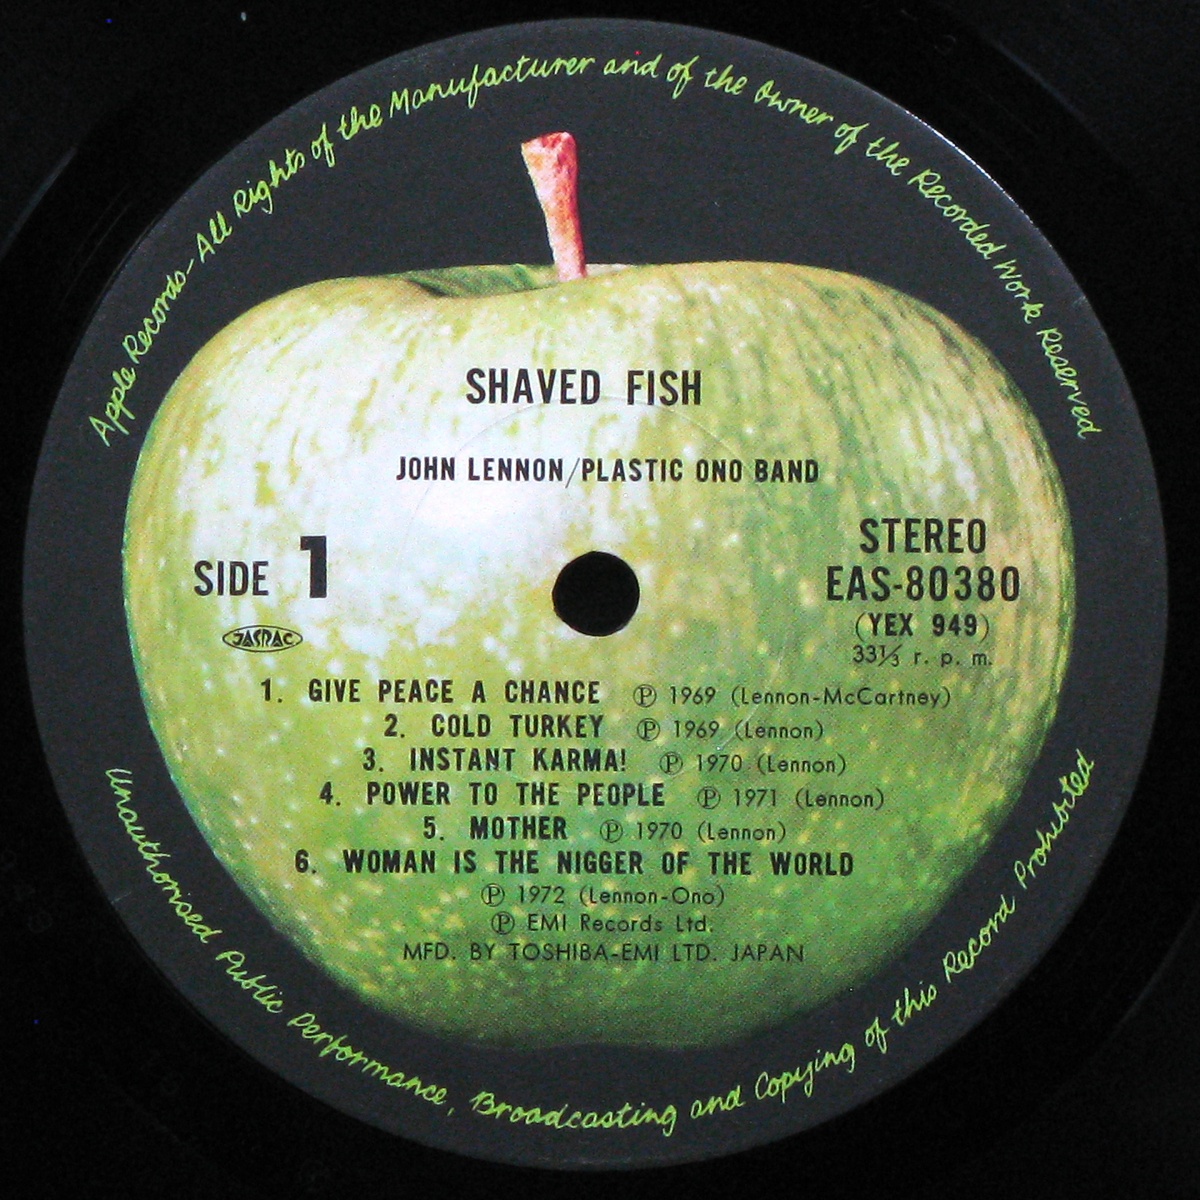 Apple Records–All Rights of the Manufacturer and of the Owner of the Recorded Work Reserved
SHAVED FISH
JOHN LENNON/PLASTIC ONO BAND
STEREO
SIDE 1
EAS-80380
(YEX 949)
JASRAC
33⅓ r. p. m.
1. GIVE PEACE A CHANCE Ⓟ 1969 (Lennon-McCartney)
2. COLD TURKEY Ⓟ 1969 (Lennon)
3. INSTANT KARMA! Ⓟ 1970 (Lennon)
4. POWER TO THE PEOPLE Ⓟ 1971 (Lennon)
5. MOTHER Ⓟ 1970 (Lennon)
6. WOMAN IS THE NIGGER OF THE WORLD
Ⓟ 1972 (Lennon-Ono)
Ⓟ EMI Records Ltd.
MFD. BY TOSHIBA-EMI LTD. JAPAN
Unauthorised Public Performance, Broadcasting and Copying of this Record Prohibited